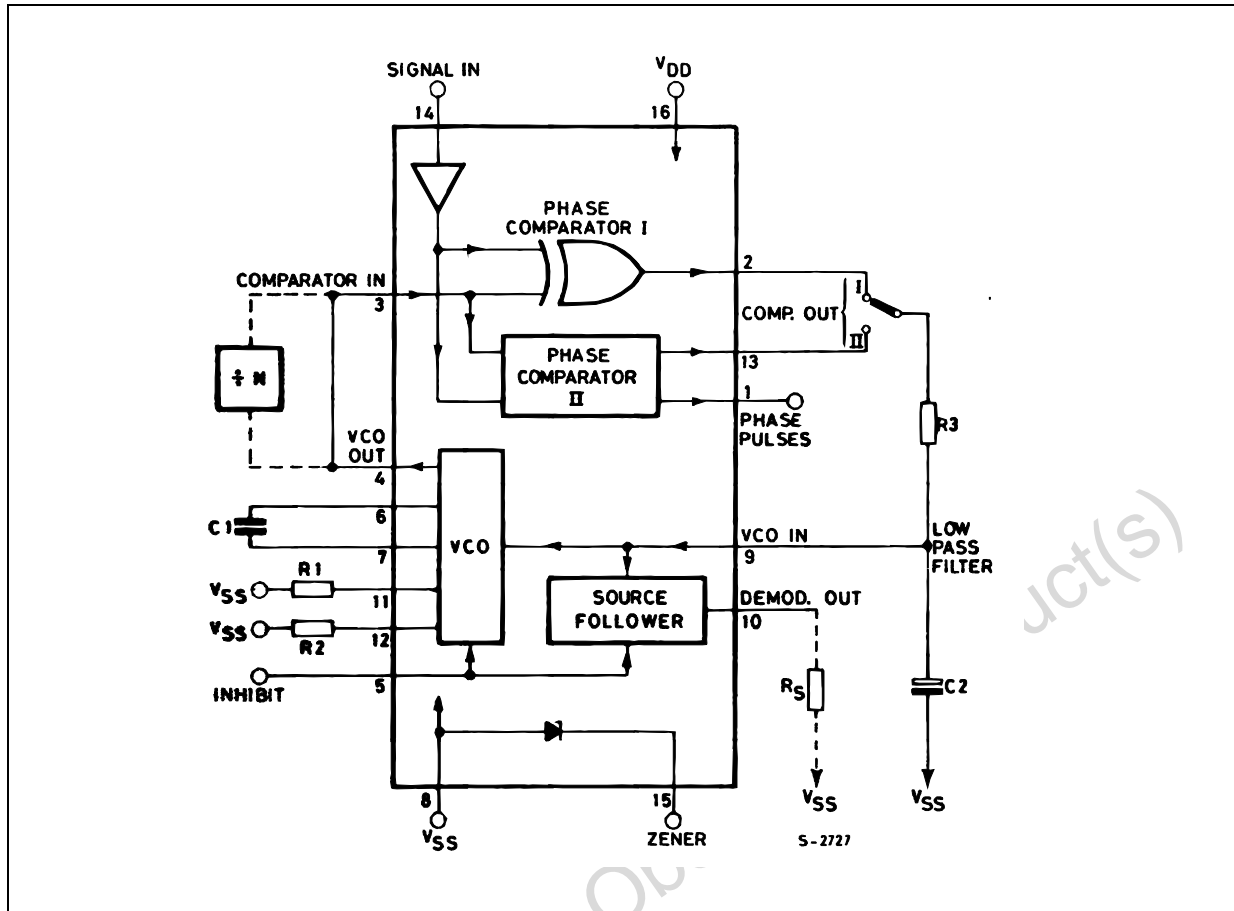 SIGNAL IN
14
VDD
16
PHASE
COMPARATOR I
COMPARATOR IN
3
2
I
COMP. OUT
II
13
÷ N
PHASE
COMPARATOR
II
1
PHASE
PULSES
R3
VCO
OUT
4
6
C1
7
VCO
VCO IN
9
LOW
PASS
FILTER
R1
VSS
11
SOURCE
FOLLOWER
DEMOD. OUT
10
VSS
R2
12
INHIBIT
5
RS
C2
8
VSS
15
ZENER
VSS
VSS
S-2727
uct(s)